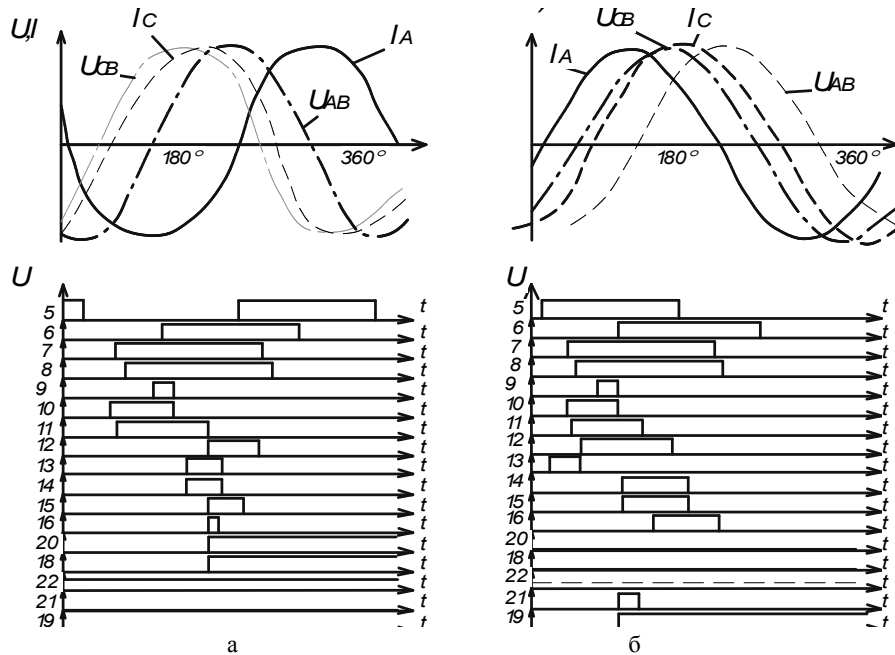 U,I
IC
IA
UCB
UAB
180°
360°
U
5 t
6 t
7 t
8 t
9 t
10 t
11 t
12 t
13 t
14 t
15 t
16 t
20 t
18 t
22 t
21 t
19 t
а
UCB
IC
IA
UAB
180°
360°
U
5 t
6 t
7 t
8 t
9 t
10 t
11 t
12 t
13 t
14 t
15 t
16 t
20 t
18 t
22 t
21 t
19 t
б